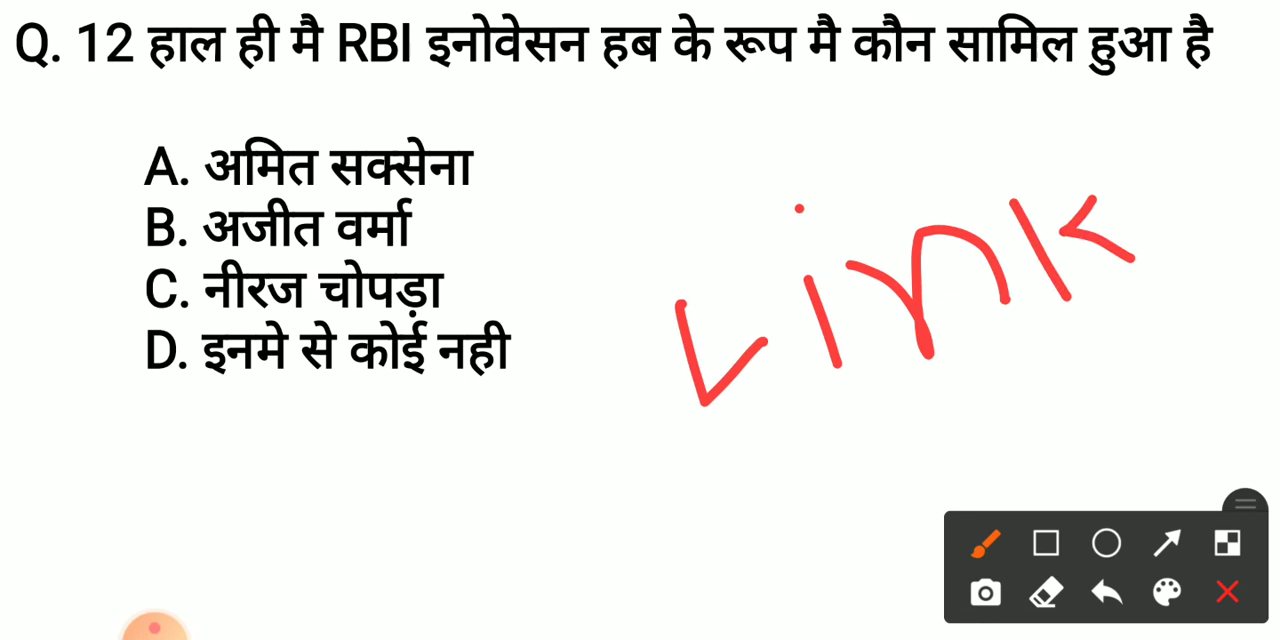 Q. 12 हाल ही मै RBI इनोवेसन हब के रूप मै कौन सामिल हुआ है
A. अमित सक्सेना
B. अजीत वर्मा
C. नीरज चोपड़ा
D. इनमे से कोई नही
Link